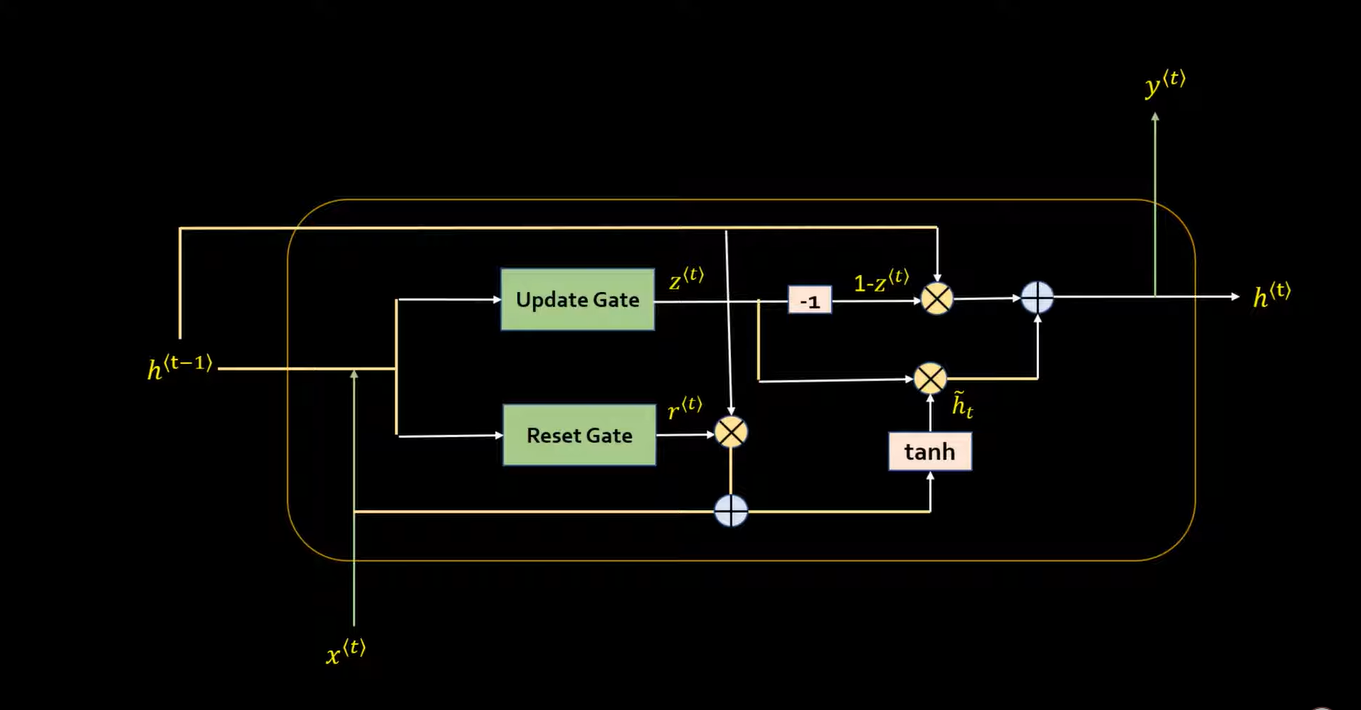 y⟨t⟩
z⟨t⟩
1-z⟨t⟩
Update Gate
-1
h⟨t⟩
h⟨t−1⟩
r⟨t⟩
h̃t
Reset Gate
tanh
x⟨t⟩